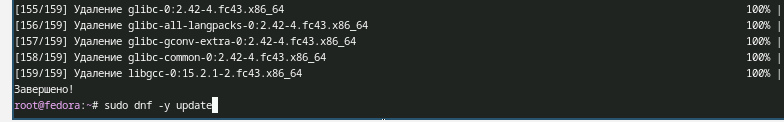 [155/159] Удаление glibc-0:2.42-4.fc43.x86_64 100% |
[156/159] Удаление glibc-all-langpacks-0:2.42-4.fc43.x86_64 100% |
[157/159] Удаление glibc-gconv-extra-0:2.42-4.fc43.x86_64 100% |
[158/159] Удаление glibc-common-0:2.42-4.fc43.x86_64 100% |
[159/159] Удаление libgcc-0:15.2.1-2.fc43.x86_64 100% |
Завершено!
root@fedora:~# sudo dnf -y update